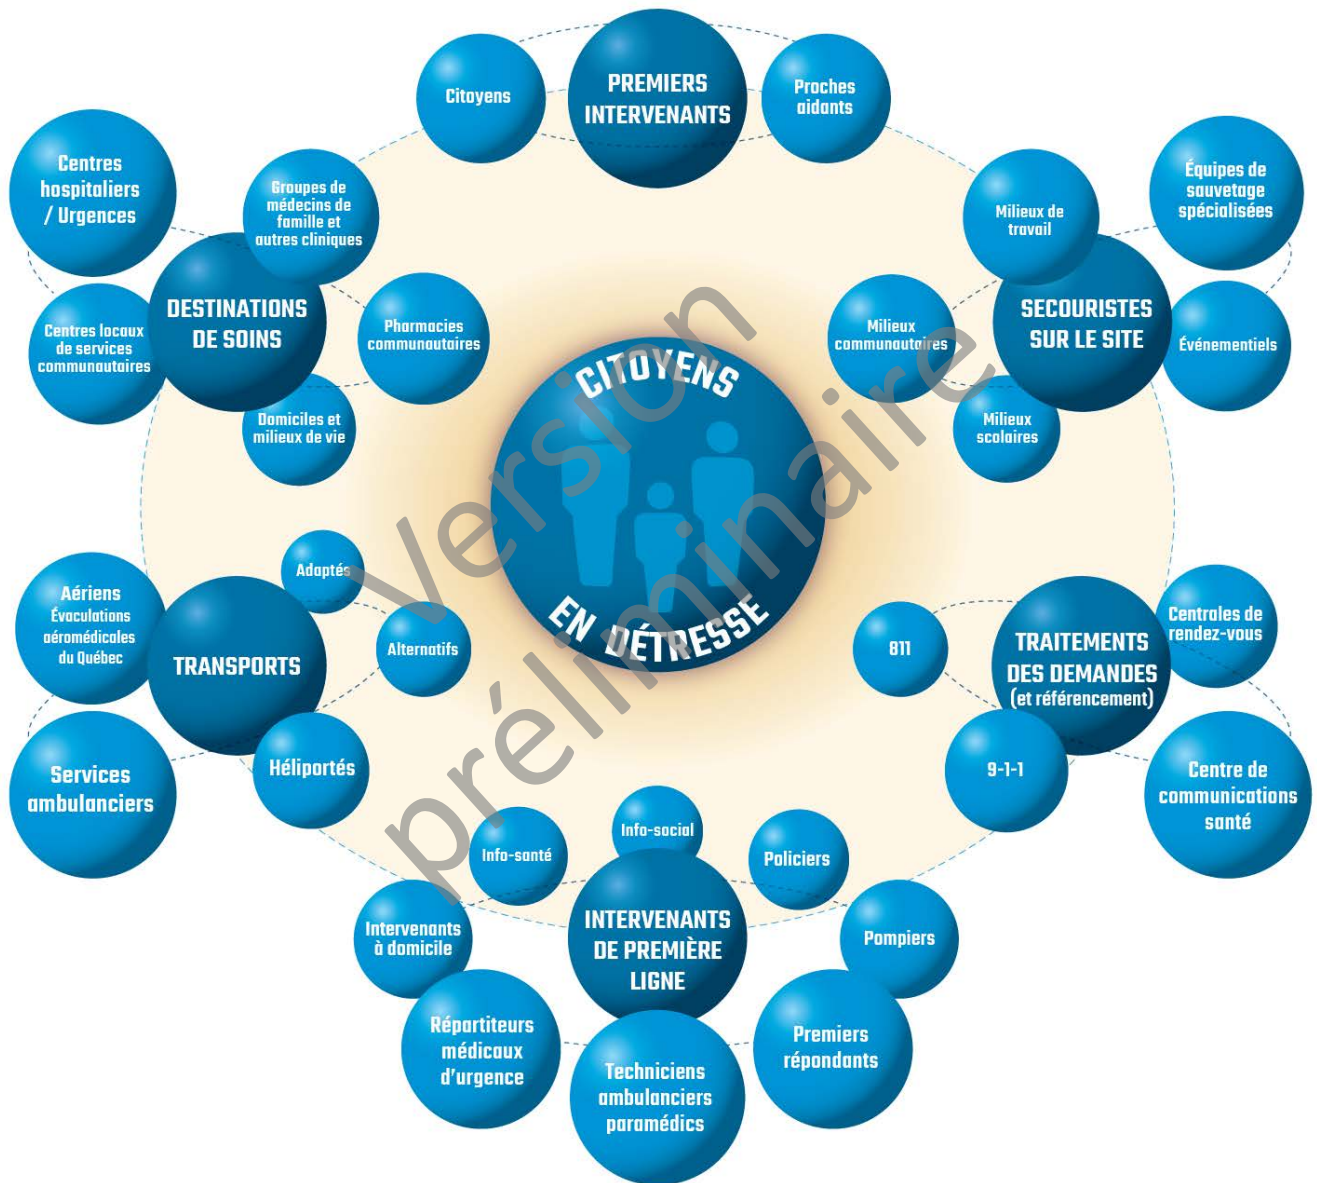 PREMIERS
INTERVENANTS
Citoyens
Proches
aidants
Centres
hospitaliers
/ Urgences
Groupes de
médecins de
famille et
autres cliniques
DESTINATIONS
DE SOINS
Centres locaux
de services
communautaires
Pharmacies
communautaires
Domiciles et
milieux de vie
Milieux de
travail
Équipes de
sauvetage
spécialisées
SECOURISTES
SUR LE SITE
Milieux
communautaires
Événementiels
Milieux
scolaires
CITOYENS
EN DÉTRESSE
Version
préliminaire
Adaptés
Aériens
Évaculations
aéromédicales
du Québec
TRANSPORTS
Alternatifs
Services
ambulanciers
Héliportés
811
TRAITEMENTS
DES DEMANDES
(et référencement)
Centrales de
rendez-vous
9-1-1
Centre de
communications
santé
Info-santé
Info-social
Policiers
Intervenants
à domicile
INTERVENANTS
DE PREMIÈRE
LIGNE
Pompiers
Répartiteurs
médicaux
d'urgence
Techniciens
ambulanciers
paramédics
Premiers
répondants